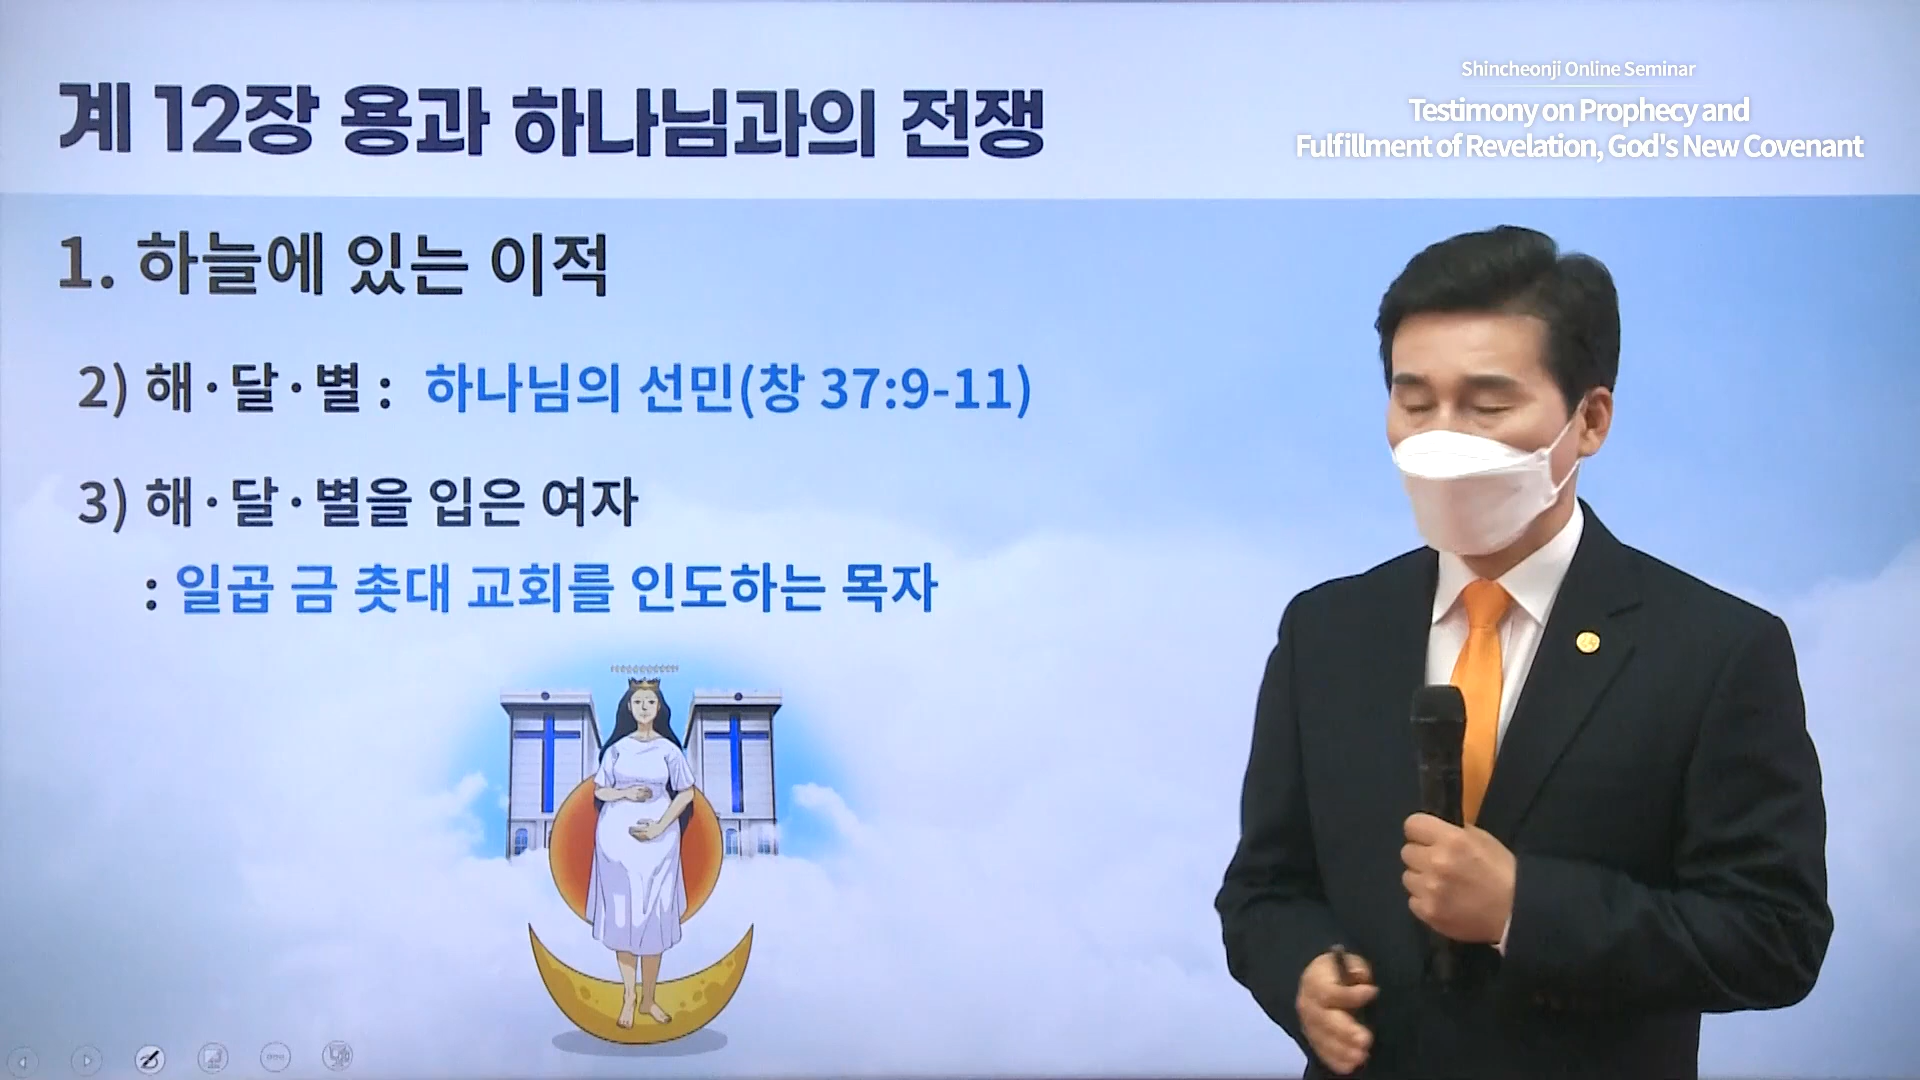 계 12장 용과 하나님과의 전쟁
Shincheonji Online Seminar
Testimony on Prophecy and
Fulfillment of Revelation, God's New Covenant
1. 하늘에 있는 이적
2) 해·달·별 : 하나님의 선민(창 37:9-11)
3) 해·달·별을 입은 여자
: 일곱 금 촛대 교회를 인도하는 목자